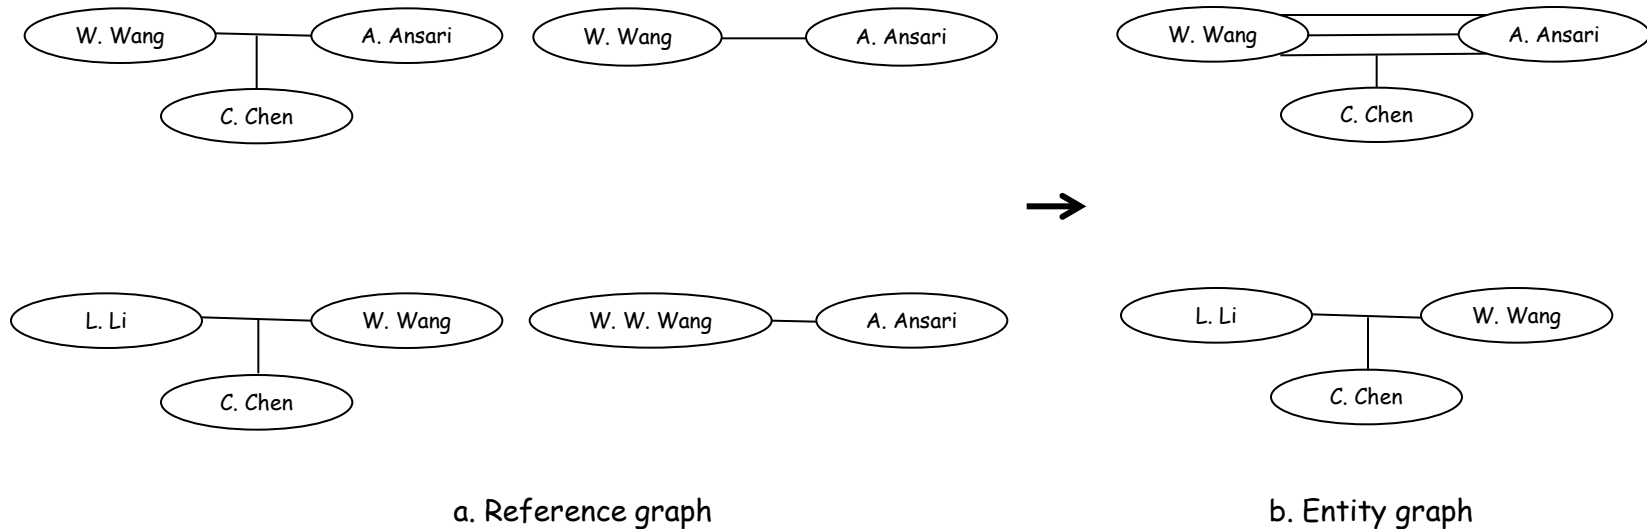 W. Wang
A. Ansari
C. Chen
W. Wang
A. Ansari
W. Wang
A. Ansari
C. Chen
L. Li
W. Wang
C. Chen
W. W. Wang
A. Ansari
L. Li
W. Wang
C. Chen
a. Reference graph
b. Entity graph